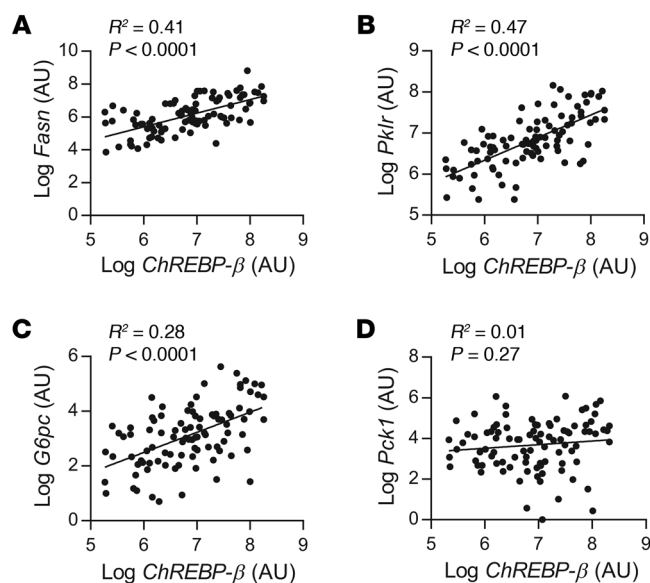 A
R² = 0.41
P < 0.0001
Log Fasn (AU)
10
8
6
4
2
0
5 6 7 8 9
Log ChREBP-β (AU)
B
R² = 0.47
P < 0.0001
Log Pklr (AU)
9
8
7
6
5
5 6 7 8 9
Log ChREBP-β (AU)
C
R² = 0.28
P < 0.0001
Log G6pc (AU)
6
4
2
0
5 6 7 8 9
Log ChREBP-β (AU)
D
R² = 0.01
P = 0.27
Log Pck1 (AU)
8
6
4
2
0
5 6 7 8 9
Log ChREBP-β (AU)